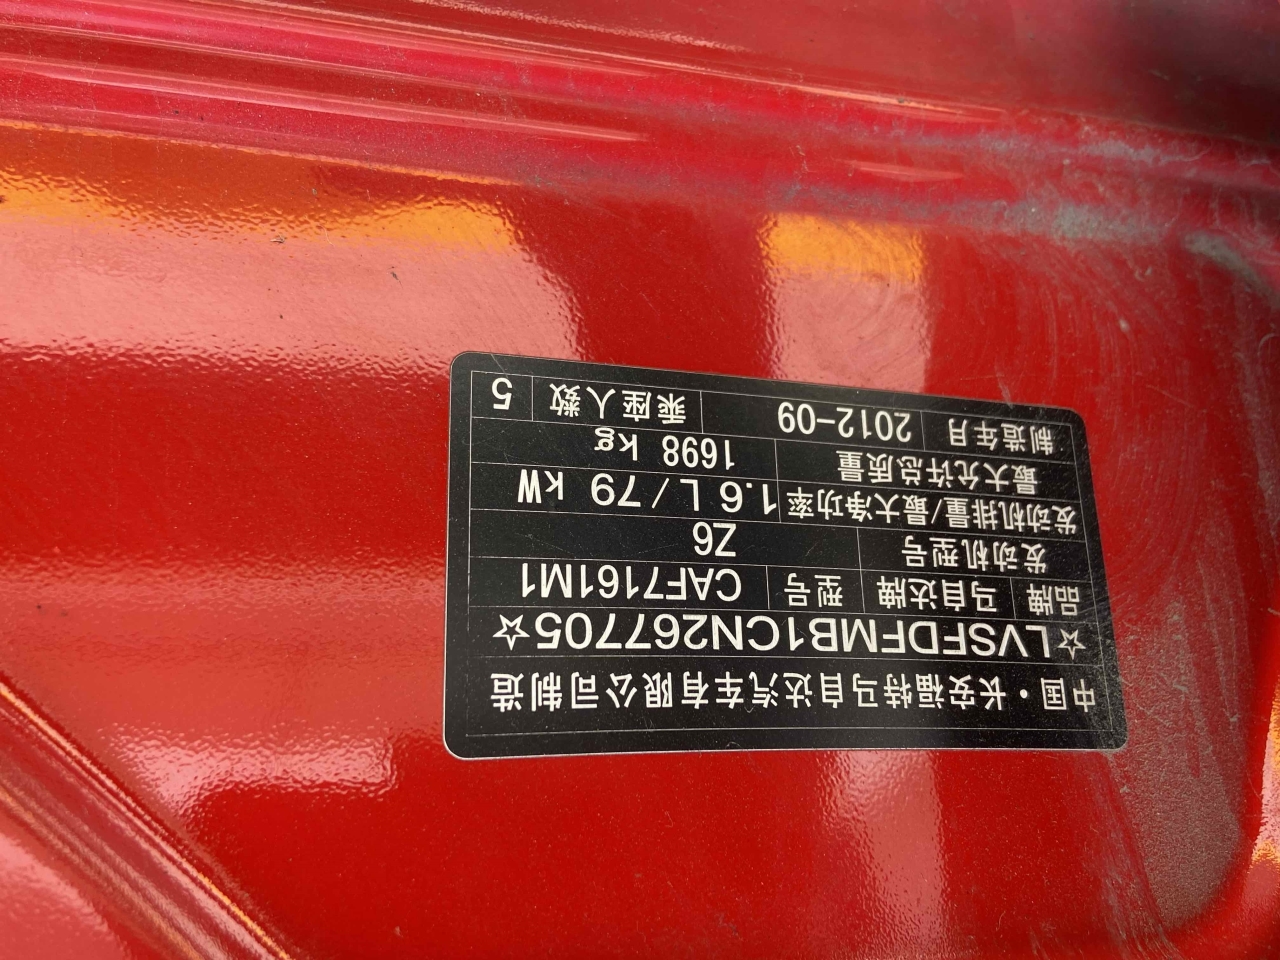 中国·长安福特马自达汽车有限公司制造
☆LVSFDFMB1CN267705☆
品牌 马自达牌 型号 CAF7161M1
发动机型号 Z6
发动机排量/最大净功率 1.6 L/79 kW
最大允许总质量 1698 kg
制造年月 2012-09 乘座人数 5